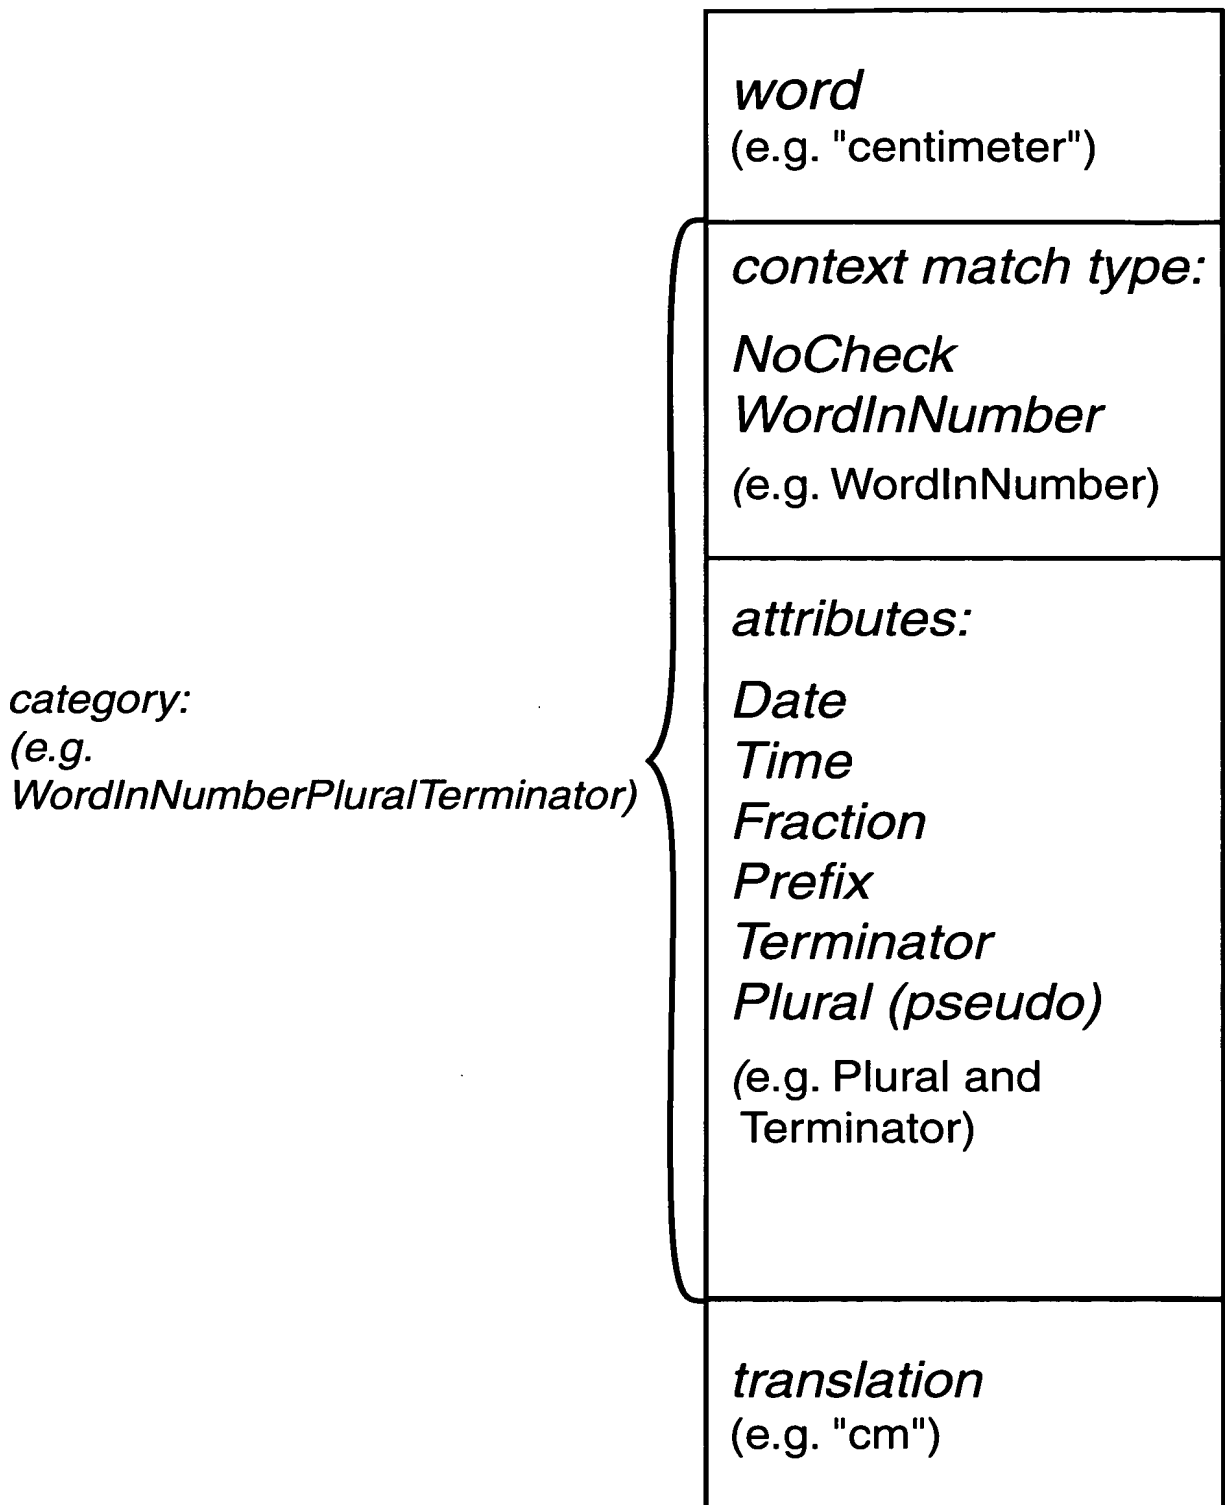 word
(e.g. "centimeter")
context match type:
NoCheck
WordInNumber
(e.g. WordInNumber)
attributes:
Date
Time
Fraction
Prefix
Terminator
Plural (pseudo)
(e.g. Plural and
Terminator)
category:
(e.g.
WordInNumberPluralTerminator)
translation
(e.g. "cm")